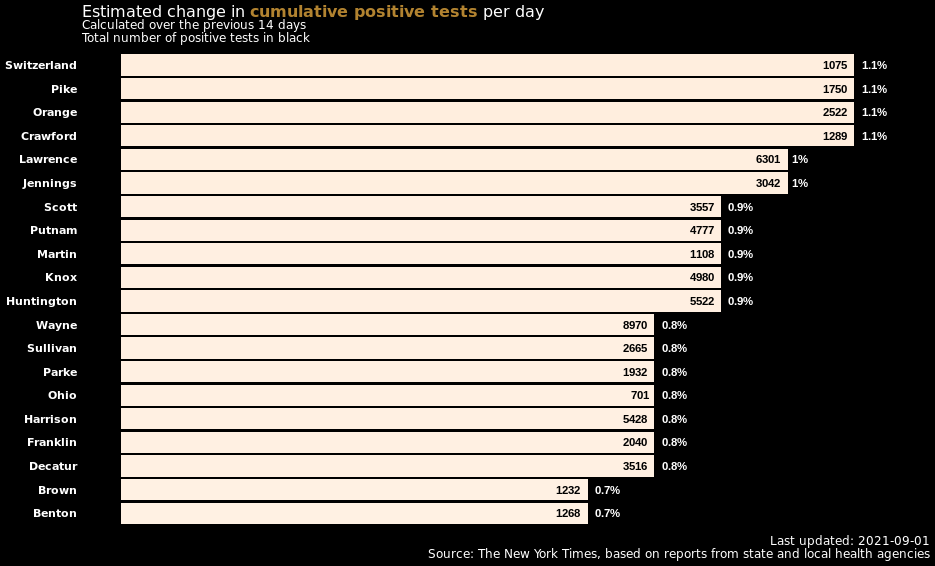 Estimated change in cumulative positive tests per day
Calculated over the previous 14 days
Total number of positive tests in black
Switzerland 1075 1.1%
Pike 1750 1.1%
Orange 2522 1.1%
Crawford 1289 1.1%
Lawrence 6301 1%
Jennings 3042 1%
Scott 3557 0.9%
Putnam 4777 0.9%
Martin 1108 0.9%
Knox 4980 0.9%
Huntington 5522 0.9%
Wayne 8970 0.8%
Sullivan 2665 0.8%
Parke 1932 0.8%
Ohio 701 0.8%
Harrison 5428 0.8%
Franklin 2040 0.8%
Decatur 3516 0.8%
Brown 1232 0.7%
Benton 1268 0.7%
Last updated: 2021-09-01
Source: The New York Times, based on reports from state and local health agencies